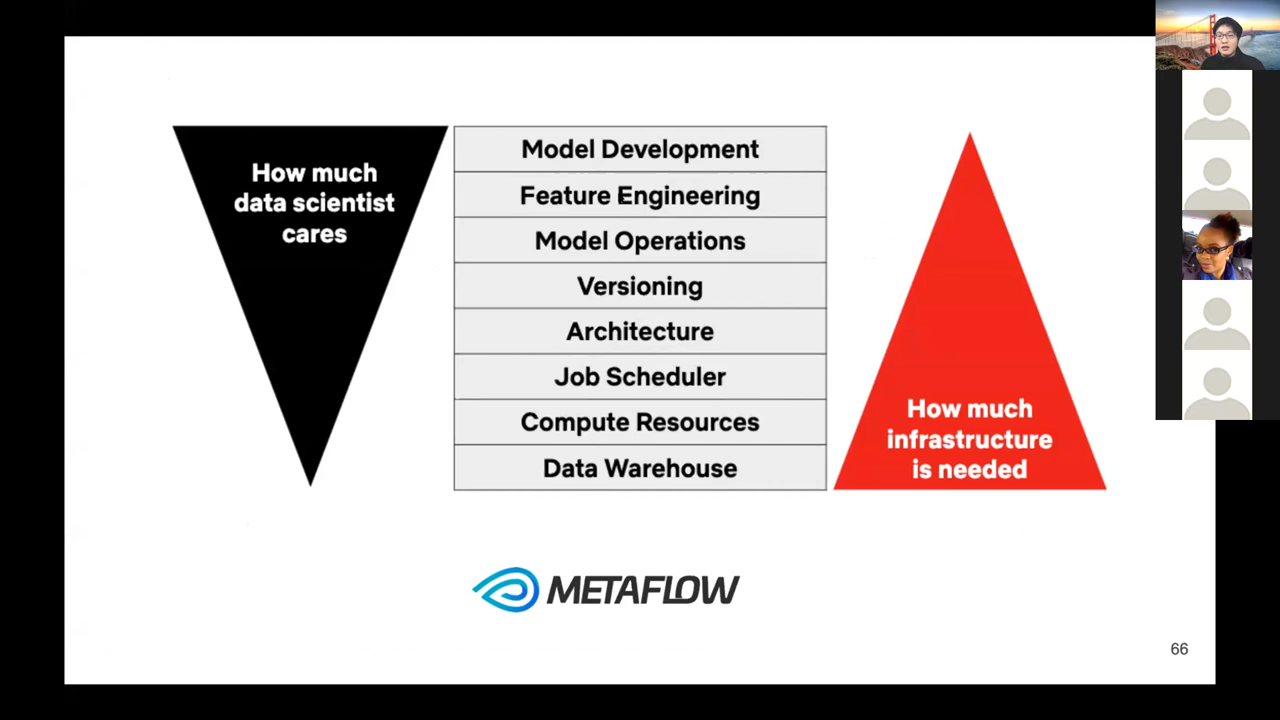 How much
data scientist
cares
Model Development
Feature Engineering
Model Operations
Versioning
Architecture
Job Scheduler
Compute Resources
Data Warehouse
How much
infrastructure
is needed
METAFLOW
66